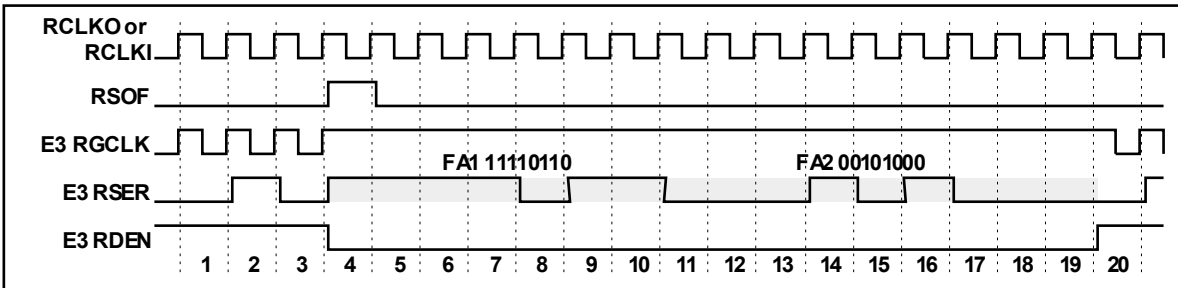 RCLKO or
RCLKI
RSOF
E3 RGCLK
FA1 11110110 FA2 00101000
E3 RSER
E3 RDEN
1 2 3 4 5 6 7 8 9 10 11 12 13 14 15 16 17 18 19 20